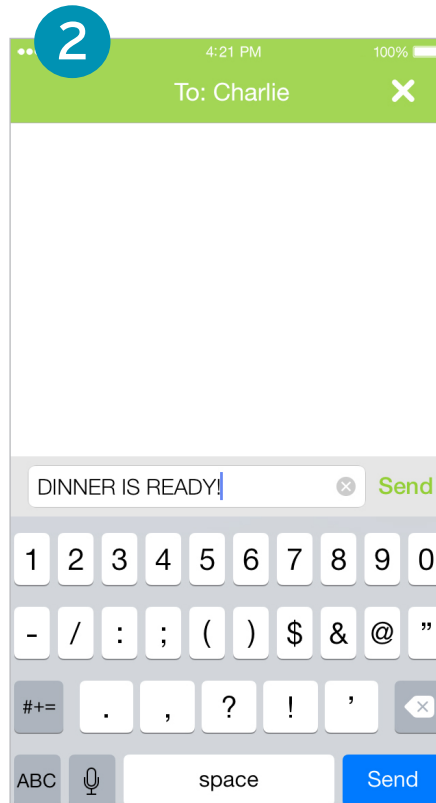 2
4:21 PM 100%
To: Charlie
DINNER IS READY! Send
1 2 3 4 5 6 7 8 9 0
- / : ; ( ) $ & @ ”
#+= . , ? ! ’
ABC space Send